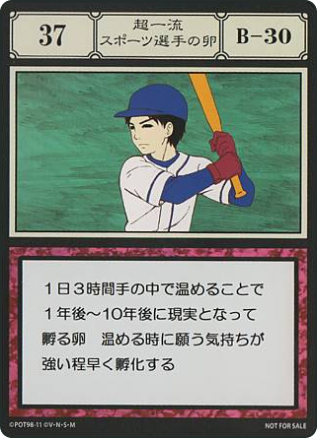 37
超一流
スポーツ選手の卵
B-30
1日3時間手の中で温めることで
1年後～10年後に現実となって
孵る卵　温める時に願う気持ちが
強い程早く孵化する
©POT98-11 ©V・N・S・M
NOT FOR SALE